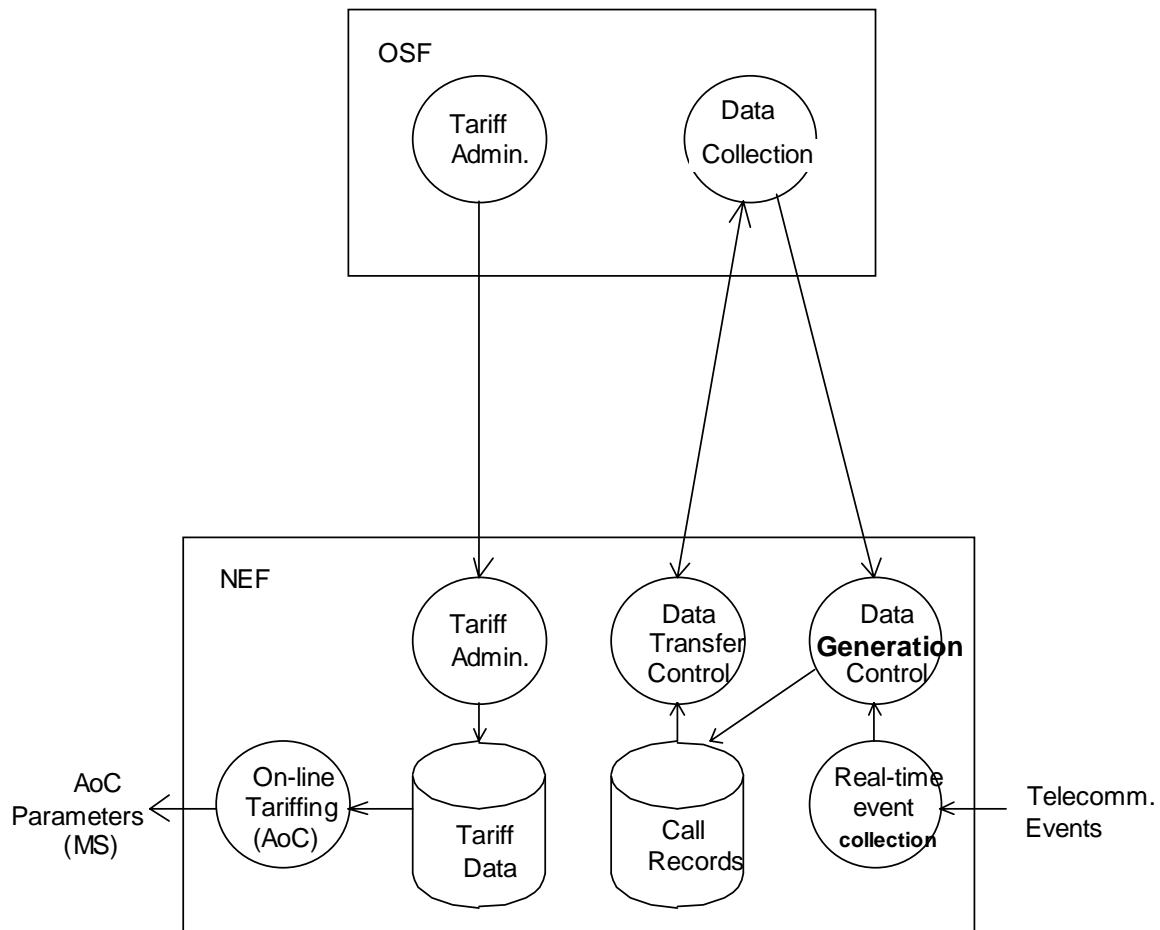 OSF
Tariff
Admin.
Data
Collection
NEF
Tariff
Admin.
Data
Transfer
Control
Data
Generation
Control
AoC
Parameters
(MS)
On-line
Tariffing
(AoC)
Tariff
Data
Call
Records
Real-time
event
collection
Telecomm.
Events